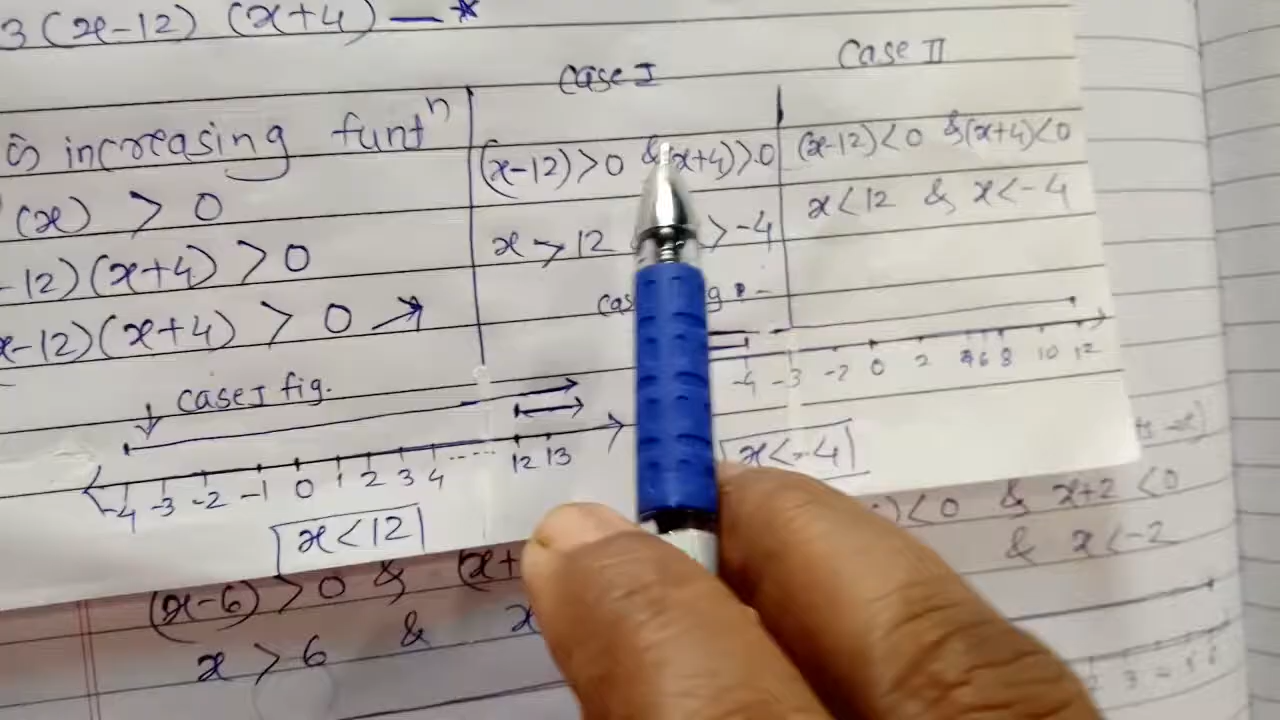 3(x-12) (x+4) — *
is increasing funtⁿ
(x) > 0
-12)(x+4) > 0
x-12)(x+4) > 0 →
case I
(x-12)>0 & (x+4)>0
x > 12 > -4
Case II
(x-12)<0 &(x+4)<0
x<12 & x<-4
case I fig.
-4 -3 -2 -1 0 1 2 3 4 ...... 12 13
x<12
-4 -3 -2 0 2 6 8 10 12
x<-4
<0 & x+2 <0
& x<-2
(x-6) >0 & (x+
x > 6 & x